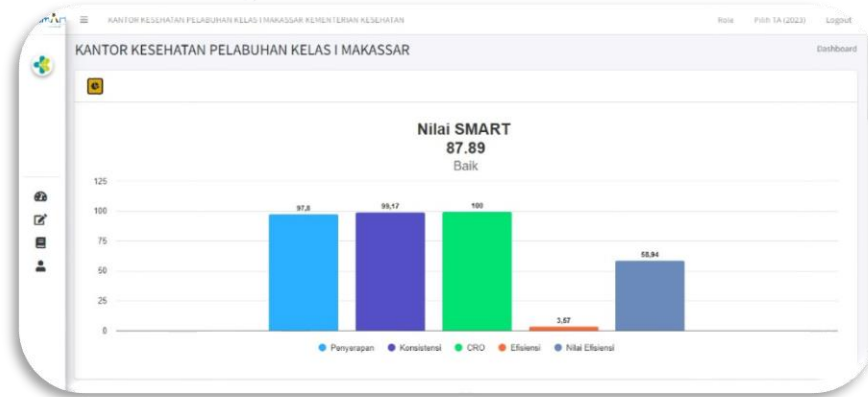 KANTOR KESEHATAN PELABUHAN KELAS I MAKASSAR KEMENTERIAN KESEHATAN
Role Pilih TA (2023) Logout
KANTOR KESEHATAN PELABUHAN KELAS I MAKASSAR
Dashboard
Nilai SMART
87.89
Baik
125
100
75
50
25
0
97,8
99,17
100
3,57
58,94
Penyerapan Konsistensi CRO Efisiensi Nilai Efisiensi